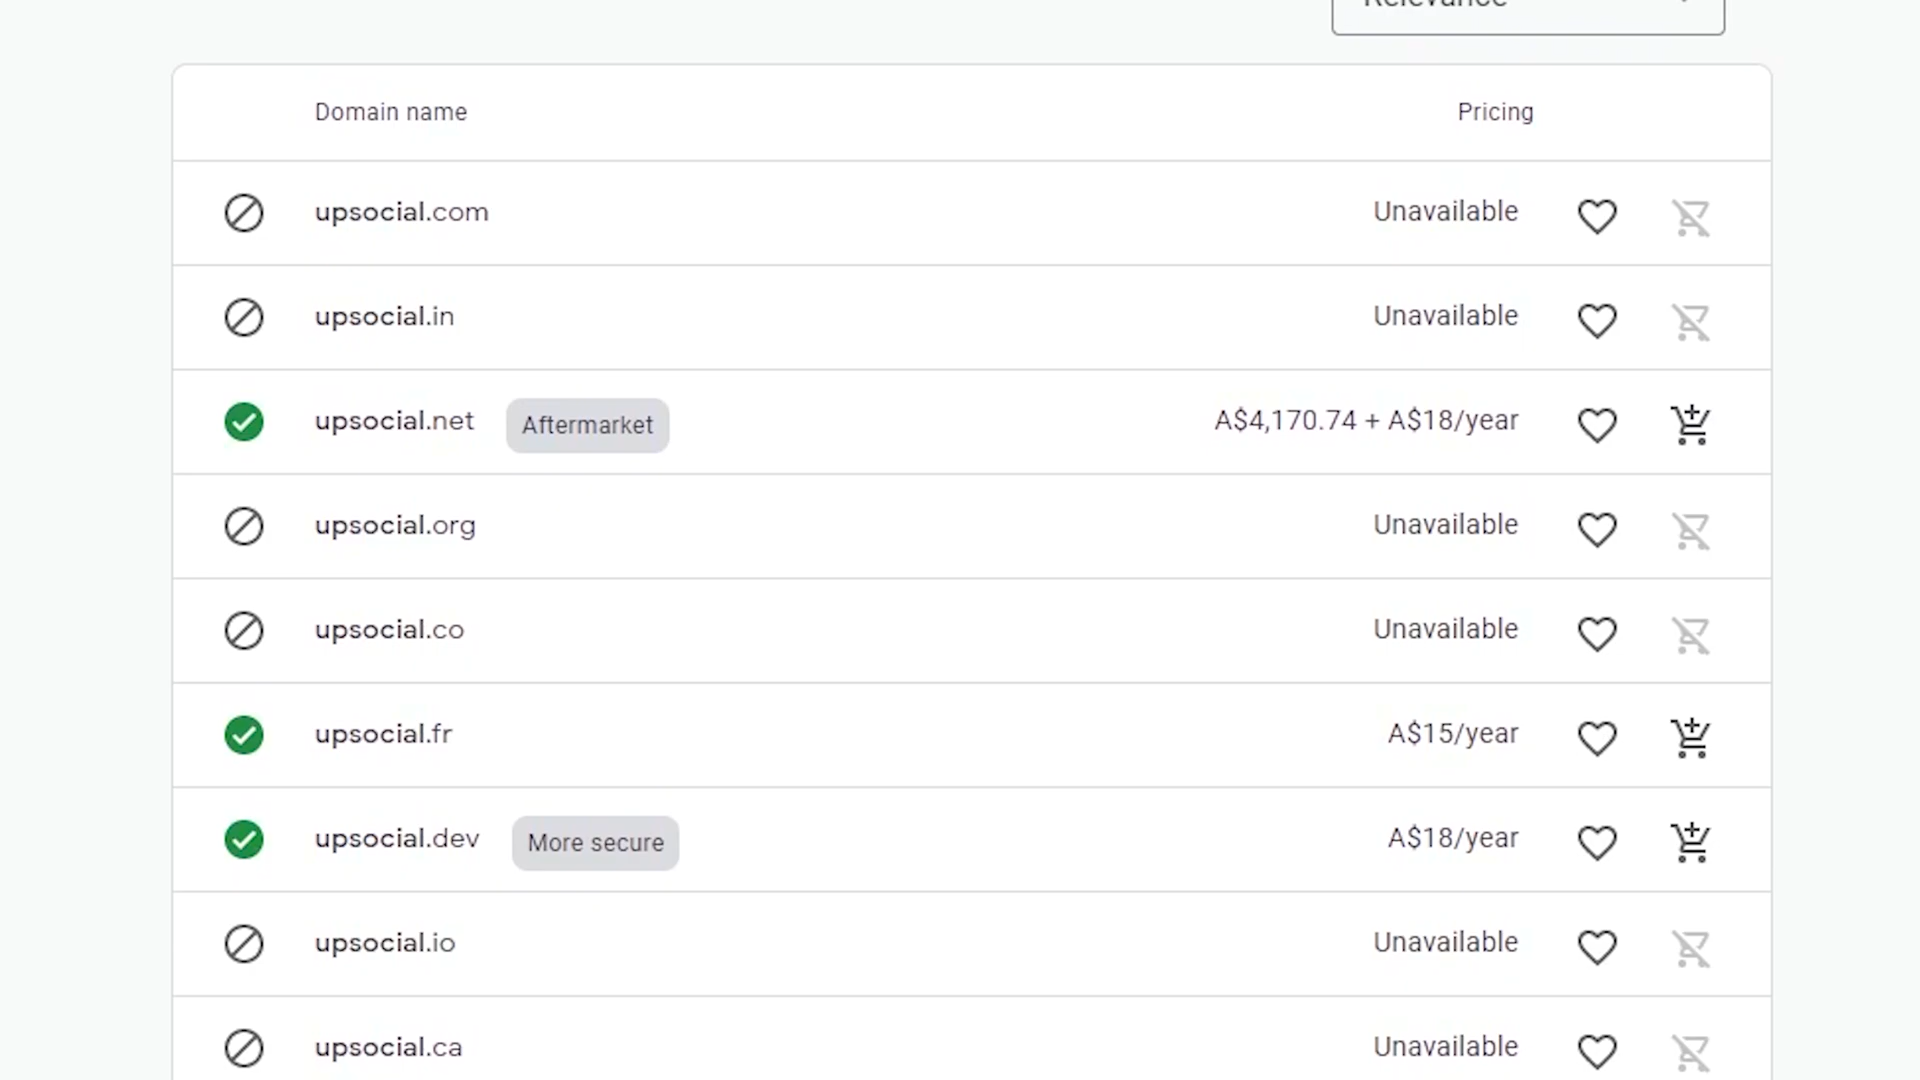 Relevance
Domain name Pricing
upsocial.com Unavailable
upsocial.in Unavailable
upsocial.net Aftermarket A$4,170.74 + A$18/year
upsocial.org Unavailable
upsocial.co Unavailable
upsocial.fr A$15/year
upsocial.dev More secure A$18/year
upsocial.io Unavailable
upsocial.ca Unavailable